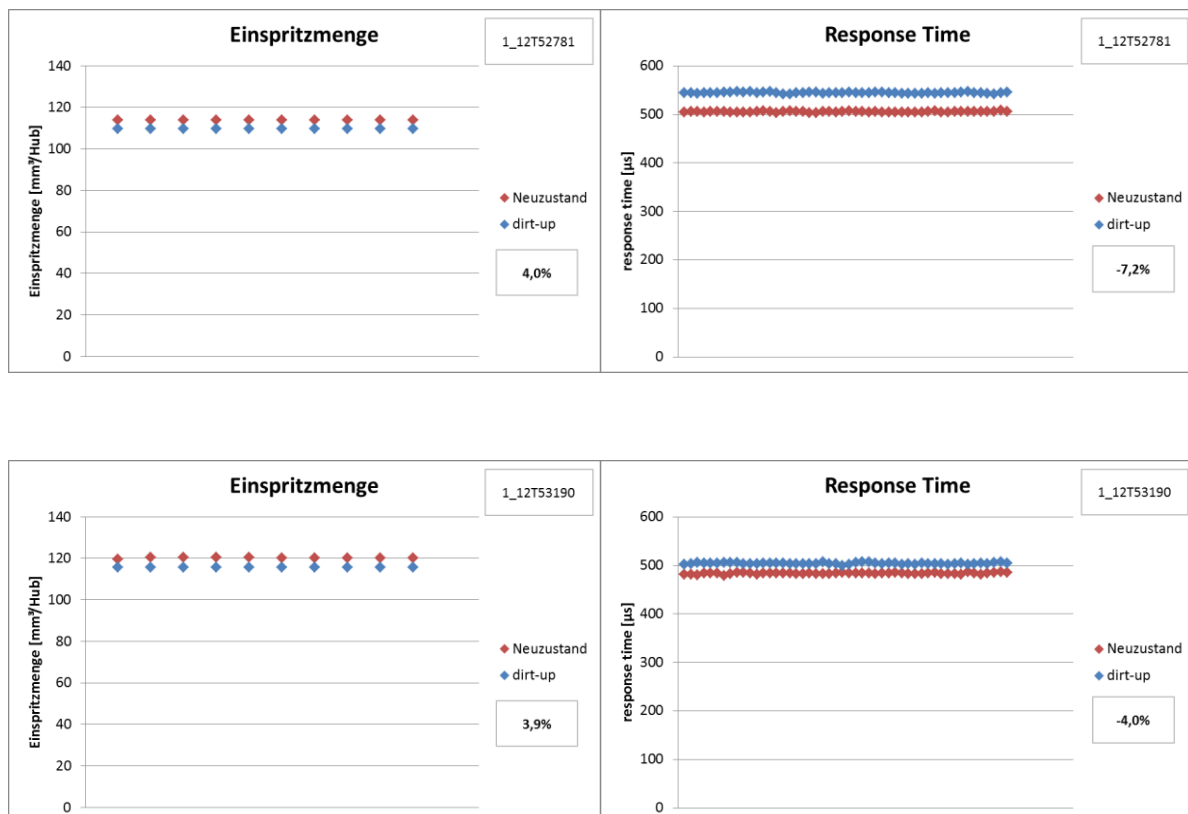 Einspritzmenge
1_12T52781
Einspritzmenge [mm³/Hub]
140
120
100
80
60
40
20
0
Neuzustand
dirt-up
4,0%
Response Time
1_12T52781
response time [µs]
600
500
400
300
200
100
0
Neuzustand
dirt-up
-7,2%
Einspritzmenge
1_12T53190
Einspritzmenge [mm³/Hub]
140
120
100
80
60
40
20
0
Neuzustand
dirt-up
3,9%
Response Time
1_12T53190
response time [µs]
600
500
400
300
200
100
0
Neuzustand
dirt-up
-4,0%